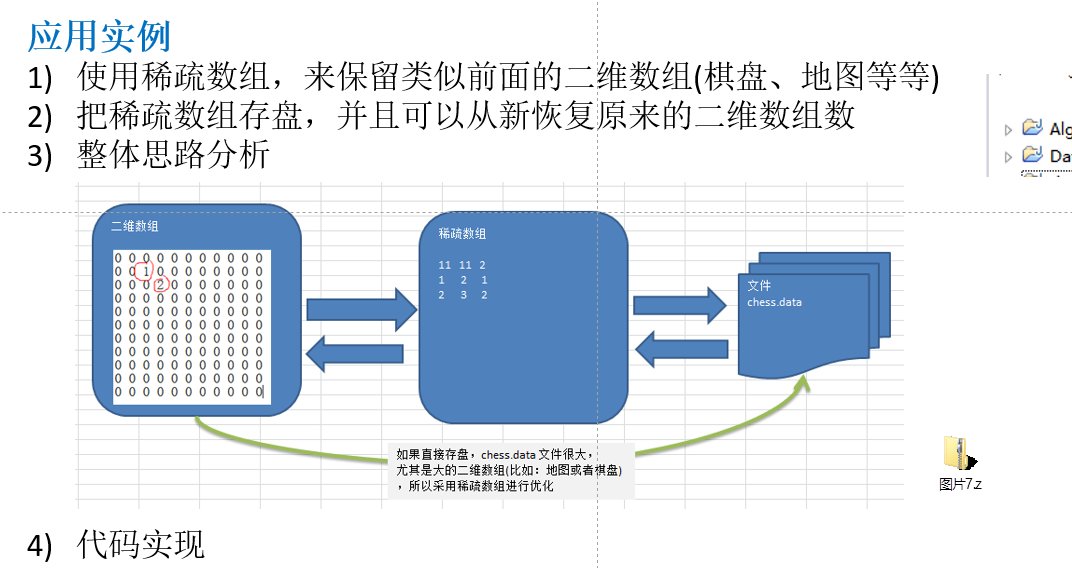 应用实例
1) 使用稀疏数组，来保留类似前面的二维数组(棋盘、地图等等)
2) 把稀疏数组存盘，并且可以从新恢复原来的二维数组数
3) 整体思路分析
Alg
Da
二维数组
0 0 0 0 0 0 0 0 0 0 0
0 0 1 0 0 0 0 0 0 0 0
0 0 0 2 0 0 0 0 0 0 0
0 0 0 0 0 0 0 0 0 0 0
0 0 0 0 0 0 0 0 0 0 0
0 0 0 0 0 0 0 0 0 0 0
0 0 0 0 0 0 0 0 0 0 0
0 0 0 0 0 0 0 0 0 0 0
0 0 0 0 0 0 0 0 0 0 0
0 0 0 0 0 0 0 0 0 0 0
0 0 0 0 0 0 0 0 0 0 0
稀疏数组
11 11 2
1 2 1
2 3 2
文件
chess.data
如果直接存盘，chess.data 文件很大，
尤其是大的二维数组(比如：地图或者棋盘)
，所以采用稀疏数组进行优化
图片7.z
4) 代码实现